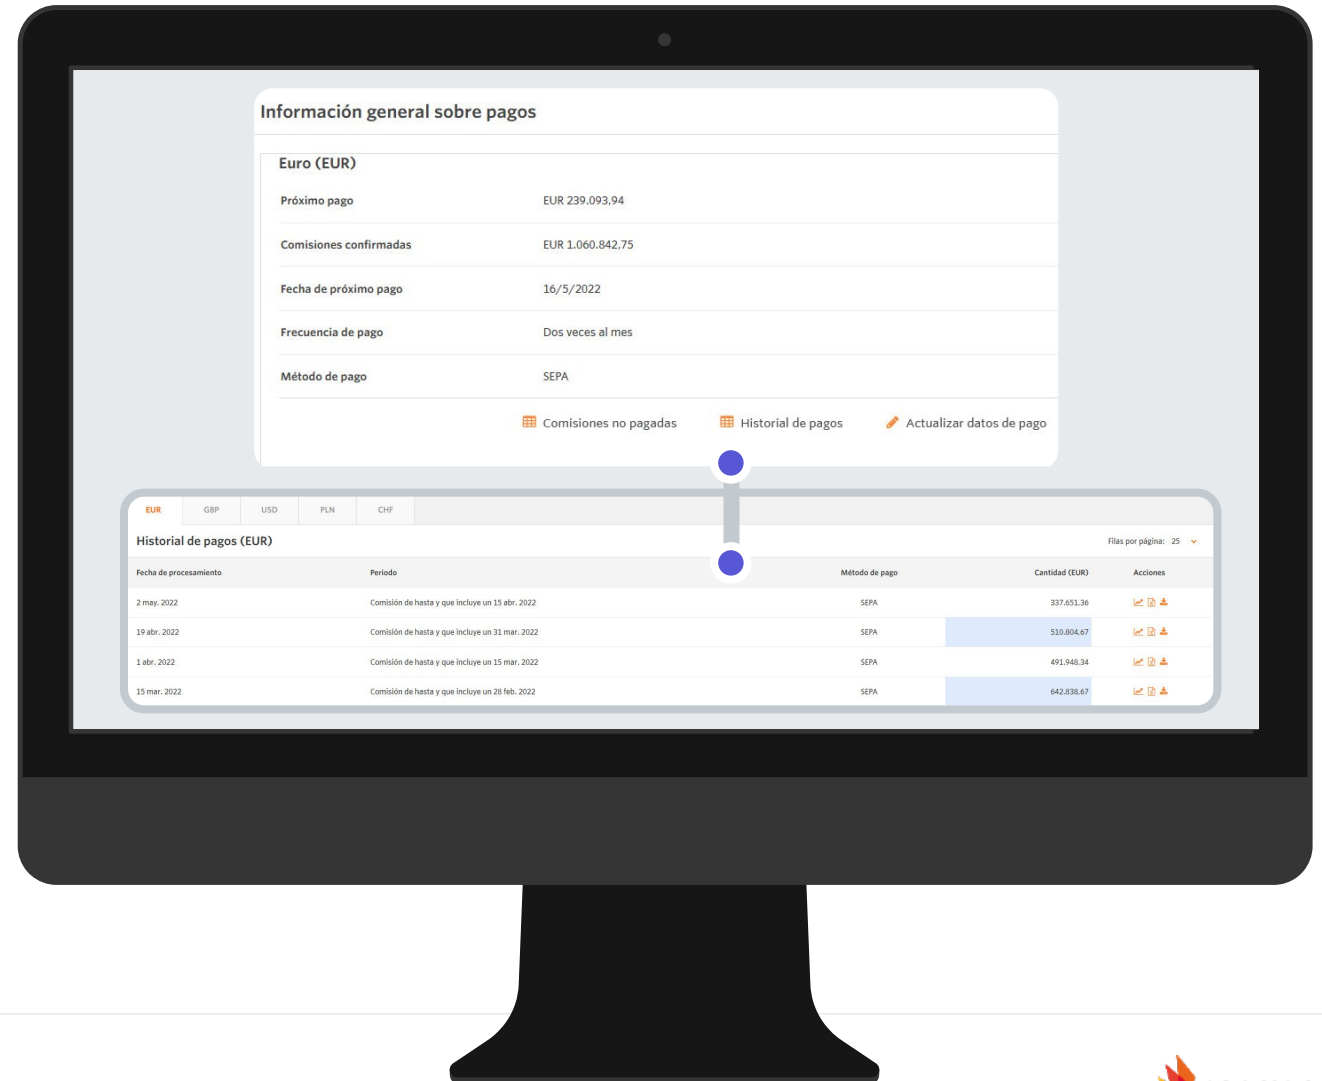 Información general sobre pagos
Euro (EUR)
Próximo pago EUR 239.093,94
Comisiones confirmadas EUR 1.060.842,75
Fecha de próximo pago 16/5/2022
Frecuencia de pago Dos veces al mes
Método de pago SEPA
Comisiones no pagadas Historial de pagos Actualizar datos de pago
EUR GBP USD PLN CHF
Historial de pagos (EUR) Filas por página: 25
Fecha de procesamiento Periodo Método de pago Cantidad (EUR) Acciones
2 may. 2022 Comisión de hasta y que incluye un 15 abr. 2022 SEPA 337.651,36
19 abr. 2022 Comisión de hasta y que incluye un 31 mar. 2022 SEPA 510.804,67
1 abr. 2022 Comisión de hasta y que incluye un 15 mar. 2022 SEPA 491.948,34
15 mar. 2022 Comisión de hasta y que incluye un 28 feb. 2022 SEPA 642.838,67